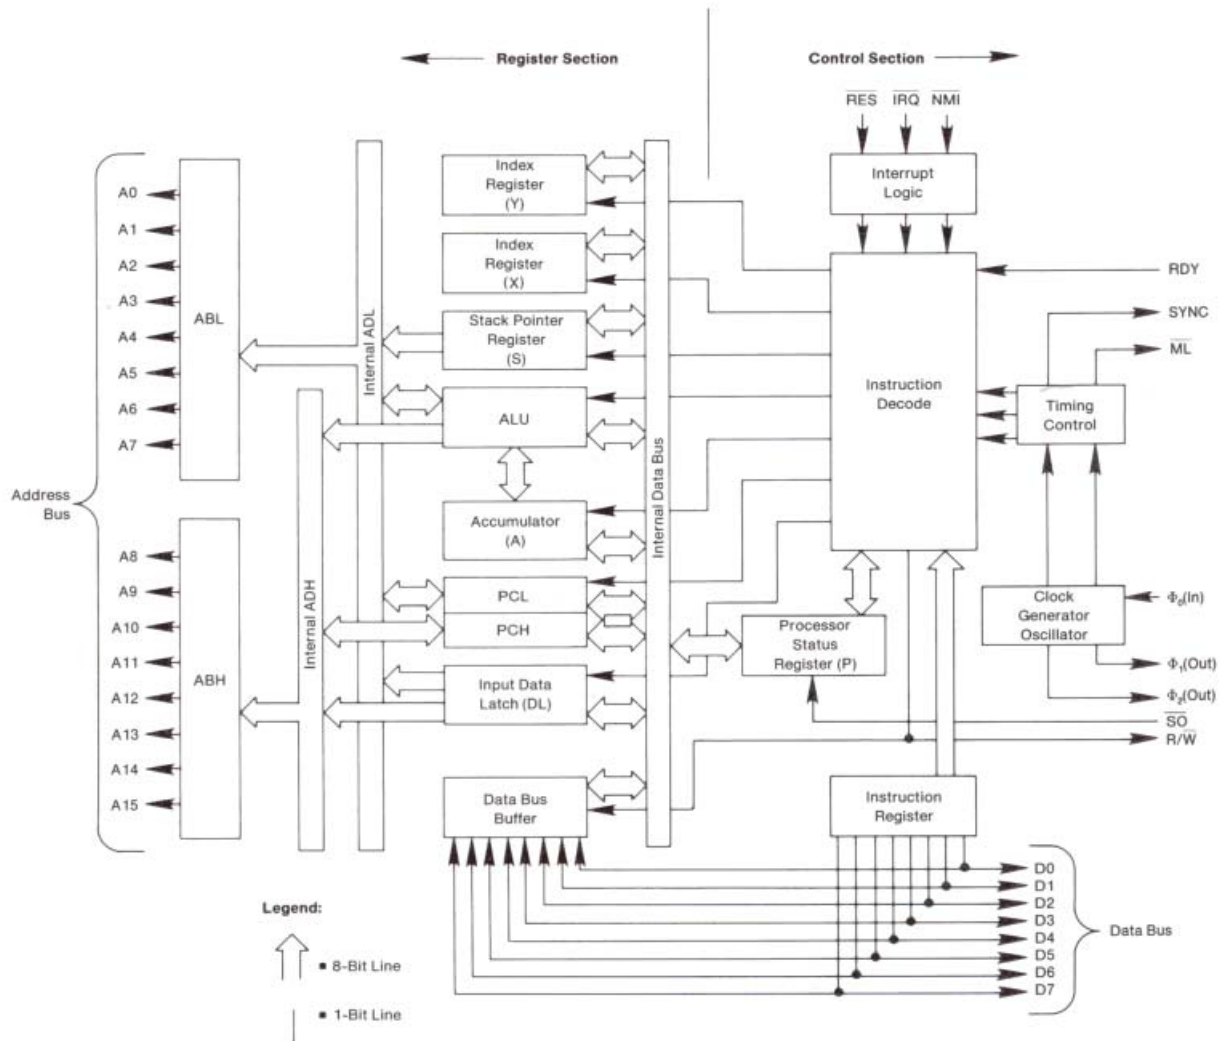 Register Section
Control Section
RES
IRQ
NMI
Interrupt
Logic
Index
Register
(Y)
Index
Register
(X)
Stack Pointer
Register
(S)
ALU
Accumulator
(A)
PCL
PCH
Input Data
Latch (DL)
Data Bus
Buffer
Internal ADL
Internal ADH
Internal Data Bus
ABL
ABH
Address
Bus
A0
A1
A2
A3
A4
A5
A6
A7
A8
A9
A10
A11
A12
A13
A14
A15
Instruction
Decode
Timing
Control
Clock
Generator
Oscillator
Processor
Status
Register (P)
Instruction
Register
RDY
SYNC
ML
Φ₀(In)
Φ₁(Out)
Φ₂(Out)
SO
R/W
D0
D1
D2
D3
D4
D5
D6
D7
Data Bus
Legend:
▪ 8-Bit Line
▪ 1-Bit Line